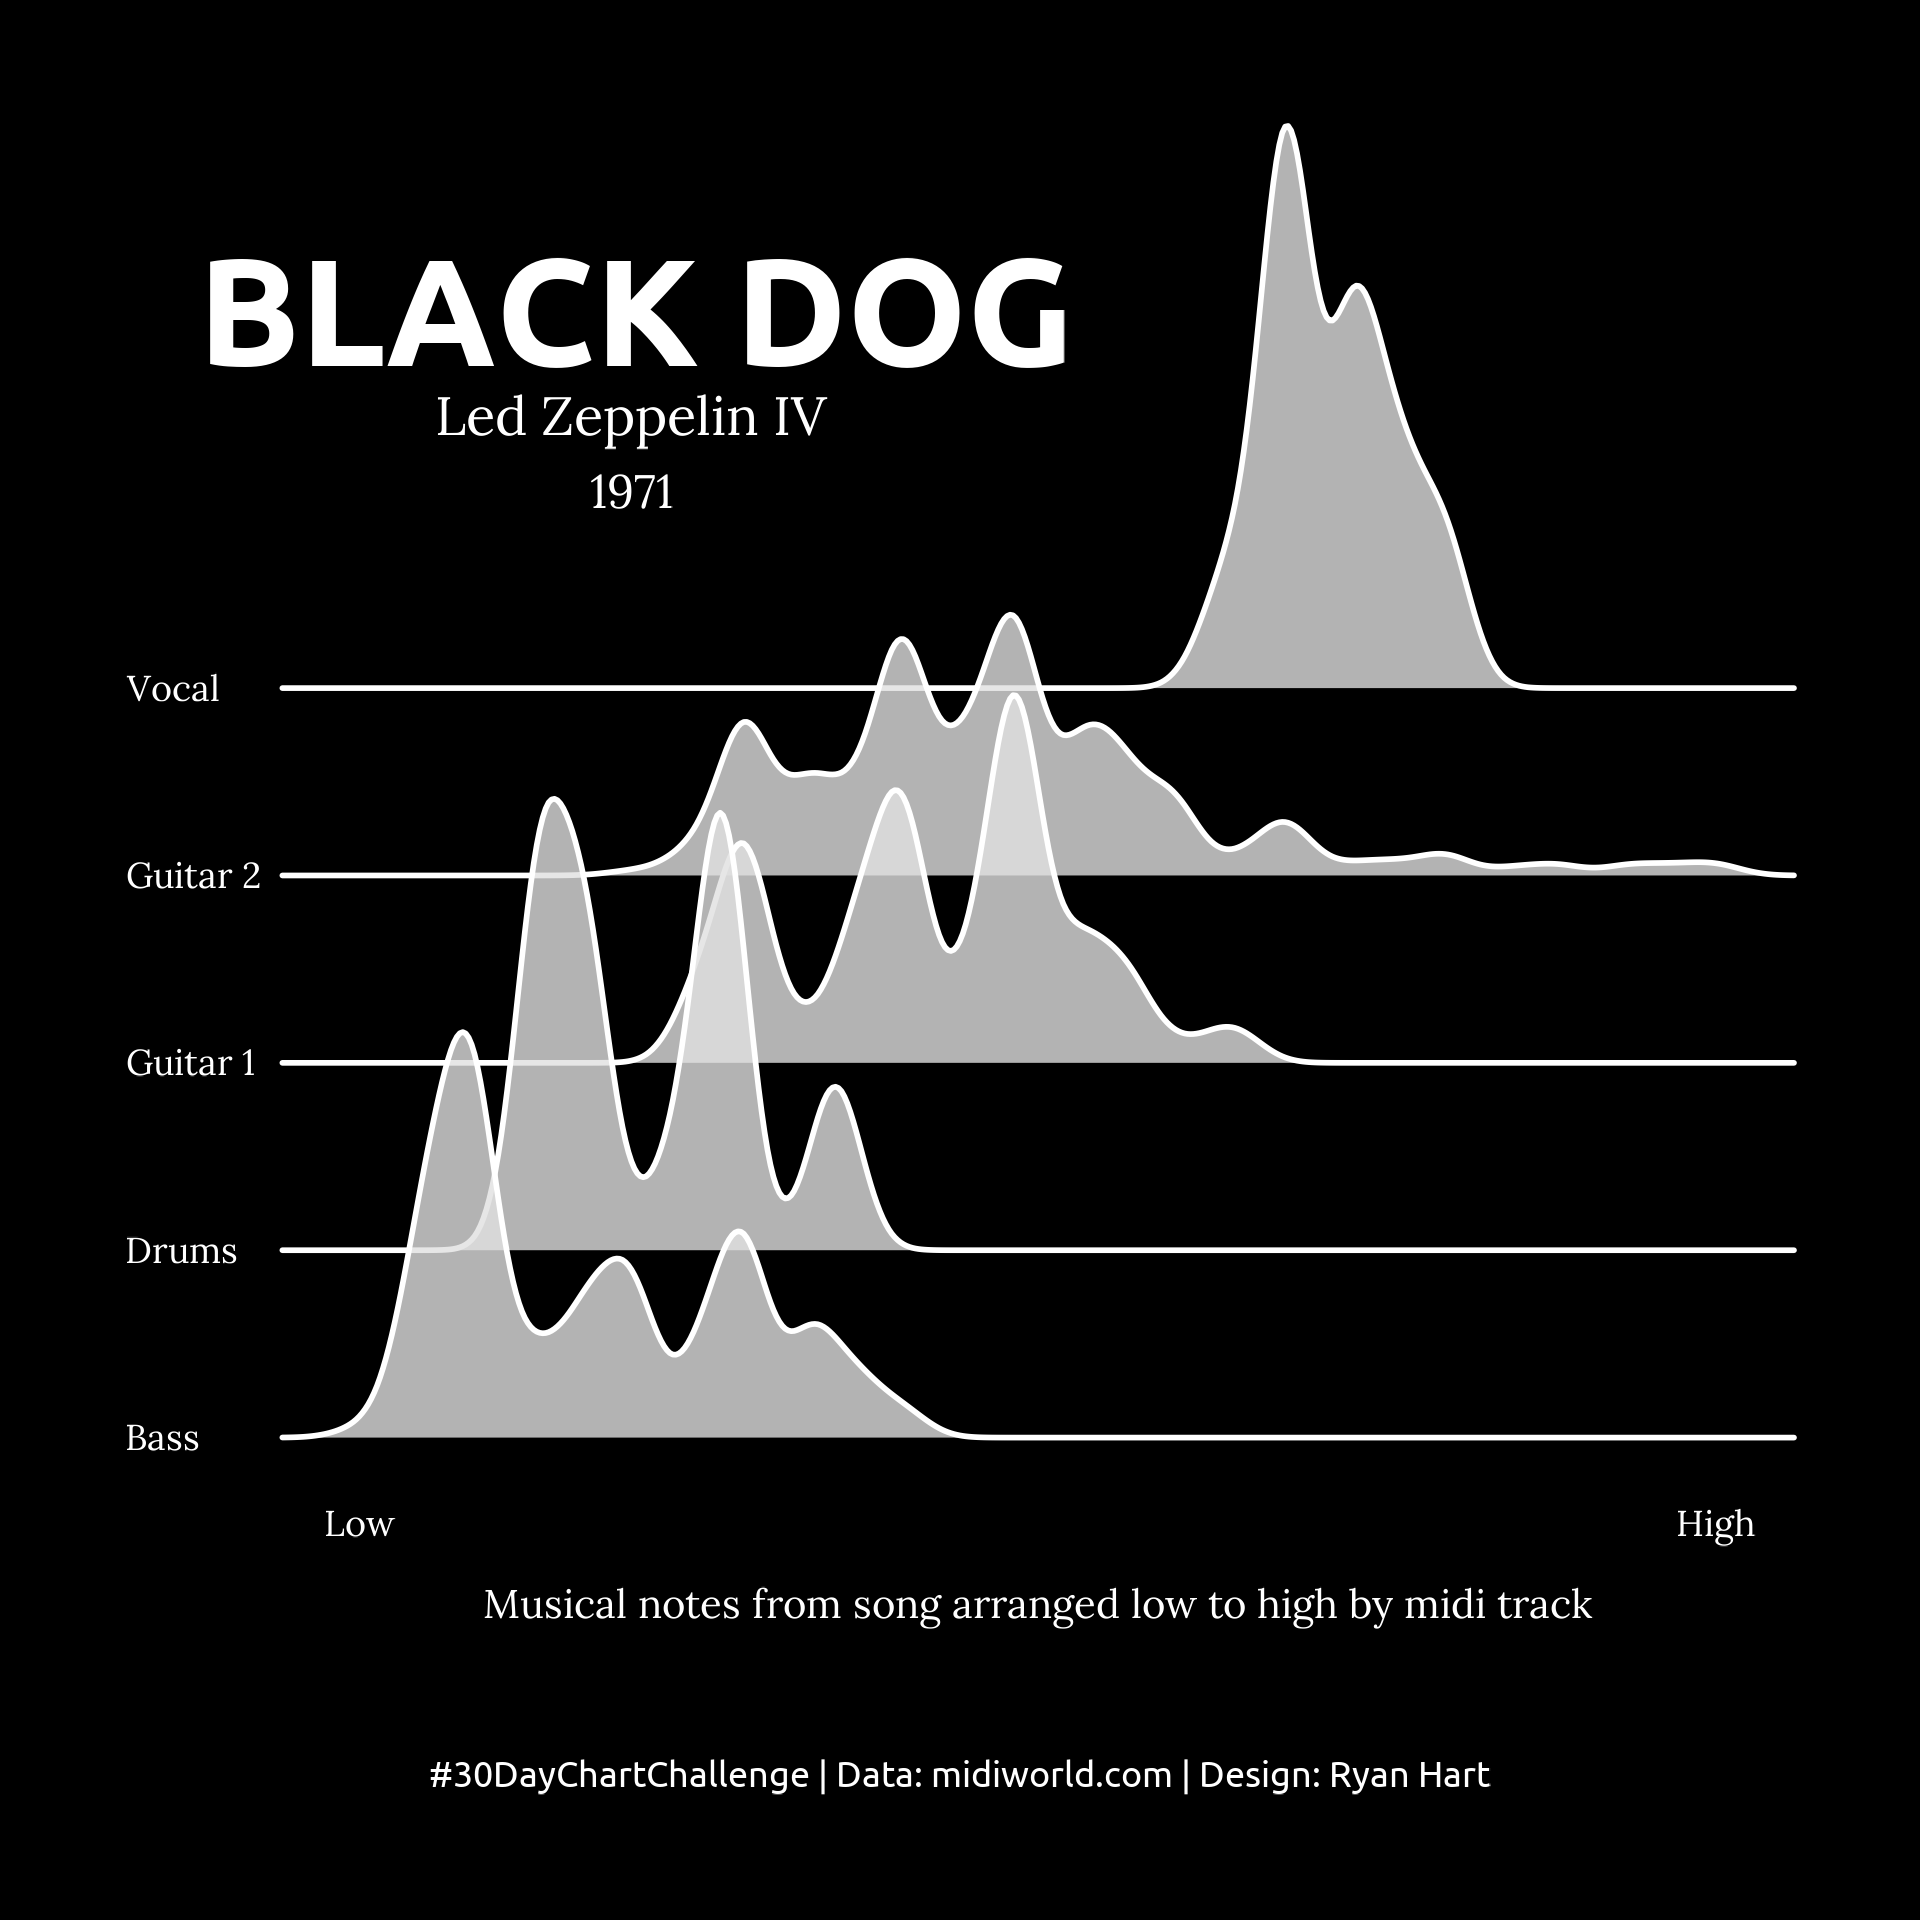 BLACK DOG
Led Zeppelin IV
1971
Vocal
Guitar 2
Guitar 1
Drums
Bass
Low High
Musical notes from song arranged low to high by midi track
#30DayChartChallenge | Data: midiworld.com | Design: Ryan Hart